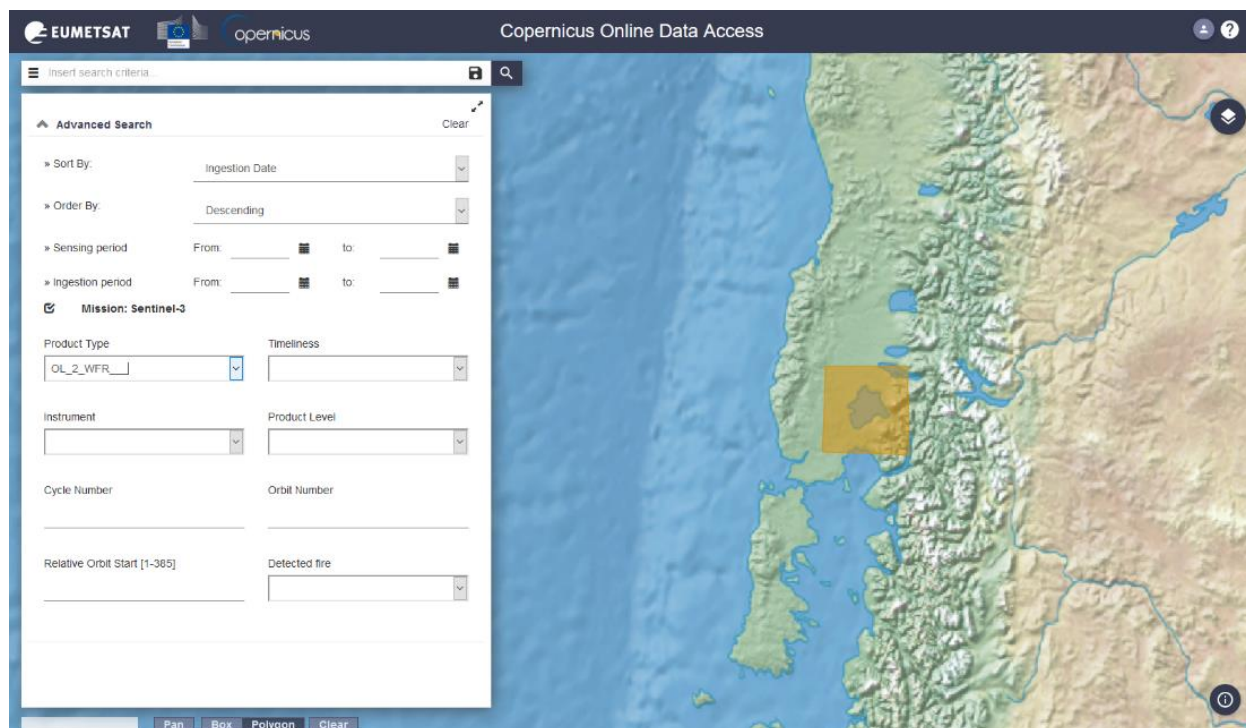 EUMETSAT
opernicus
Copernicus Online Data Access
Insert search criteria...
Advanced Search
Clear
» Sort By:
Ingestion Date
» Order By:
Descending
» Sensing period From: to:
» Ingestion period From: to:
Mission: Sentinel-3
Product Type Timeliness
OL_2_WFR___
Instrument Product Level
Cycle Number Orbit Number
Relative Orbit Start [1-385] Detected fire
Pan Box Polygon Clear